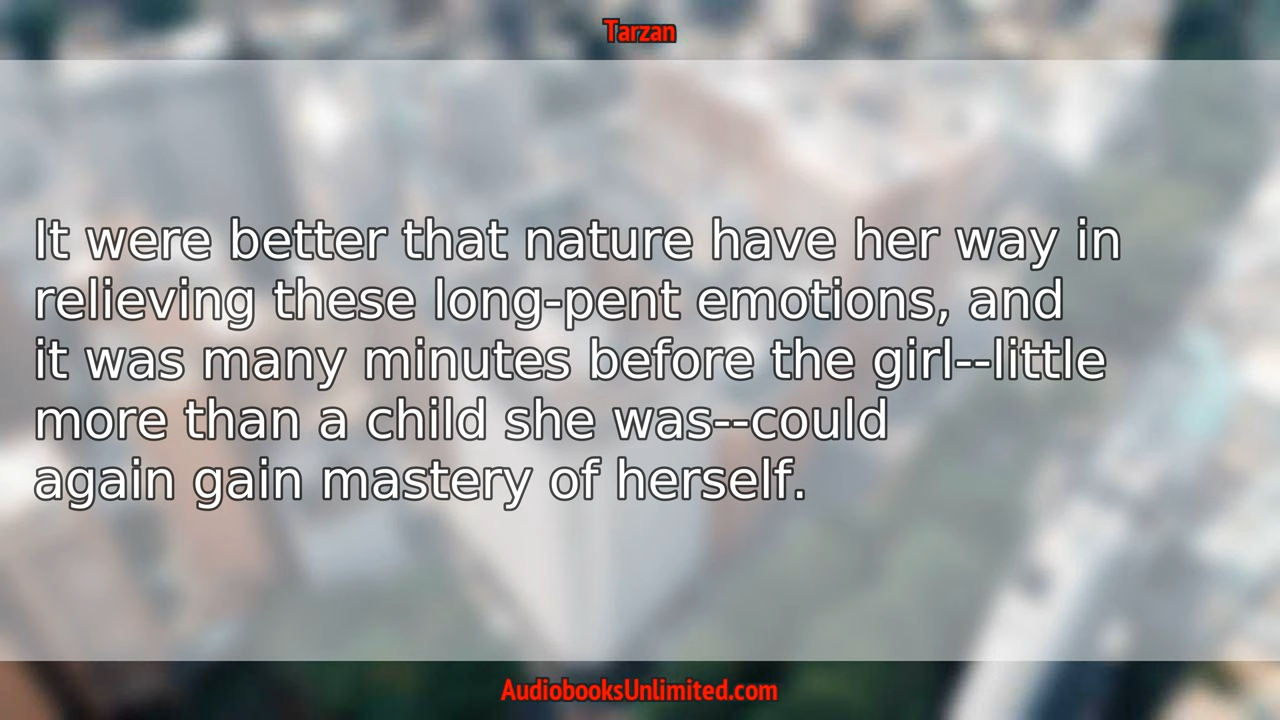 Tarzan
It were better that nature have her way in
relieving these long-pent emotions, and
it was many minutes before the girl--little
more than a child she was--could
again gain mastery of herself.
AudiobooksUnlimited.com